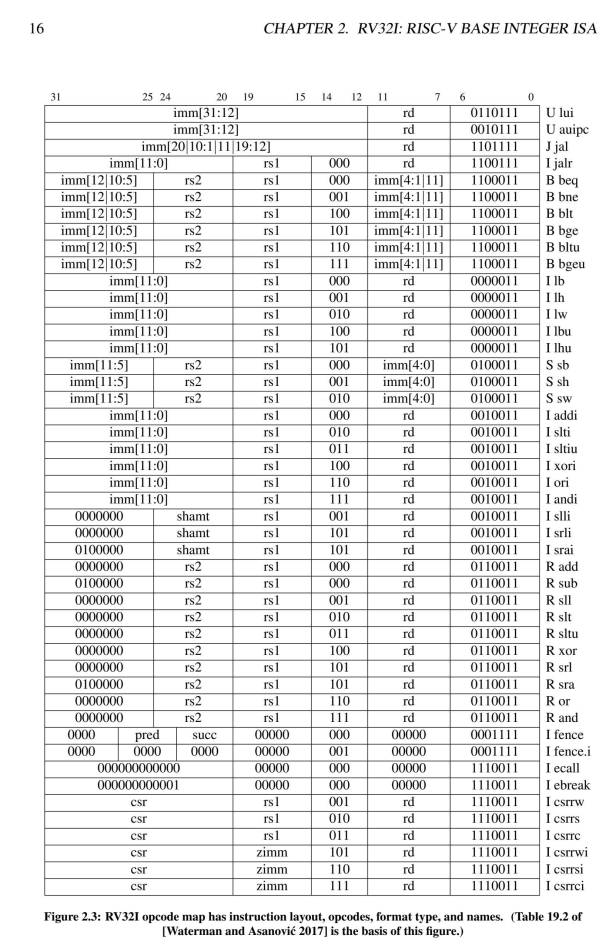 16 CHAPTER 2. RV32I: RISC-V BASE INTEGER ISA
31 25 24 20 19 15 14 12 11 7 6 0
imm[31:12] rd 0110111 U lui
imm[31:12] rd 0010111 U auipc
imm[20|10:1|11|19:12] rd 1101111 J jal
imm[11:0] rs1 000 rd 1100111 I jalr
imm[12|10:5] rs2 rs1 000 imm[4:1|11] 1100011 B beq
imm[12|10:5] rs2 rs1 001 imm[4:1|11] 1100011 B bne
imm[12|10:5] rs2 rs1 100 imm[4:1|11] 1100011 B blt
imm[12|10:5] rs2 rs1 101 imm[4:1|11] 1100011 B bge
imm[12|10:5] rs2 rs1 110 imm[4:1|11] 1100011 B bltu
imm[12|10:5] rs2 rs1 111 imm[4:1|11] 1100011 B bgeu
imm[11:0] rs1 000 rd 0000011 I lb
imm[11:0] rs1 001 rd 0000011 I lh
imm[11:0] rs1 010 rd 0000011 I lw
imm[11:0] rs1 100 rd 0000011 I lbu
imm[11:0] rs1 101 rd 0000011 I lhu
imm[11:5] rs2 rs1 000 imm[4:0] 0100011 S sb
imm[11:5] rs2 rs1 001 imm[4:0] 0100011 S sh
imm[11:5] rs2 rs1 010 imm[4:0] 0100011 S sw
imm[11:0] rs1 000 rd 0010011 I addi
imm[11:0] rs1 010 rd 0010011 I slti
imm[11:0] rs1 011 rd 0010011 I sltiu
imm[11:0] rs1 100 rd 0010011 I xori
imm[11:0] rs1 110 rd 0010011 I ori
imm[11:0] rs1 111 rd 0010011 I andi
0000000 shamt rs1 001 rd 0010011 I slli
0000000 shamt rs1 101 rd 0010011 I srli
0100000 shamt rs1 101 rd 0010011 I srai
0000000 rs2 rs1 000 rd 0110011 R add
0100000 rs2 rs1 000 rd 0110011 R sub
0000000 rs2 rs1 001 rd 0110011 R sll
0000000 rs2 rs1 010 rd 0110011 R slt
0000000 rs2 rs1 011 rd 0110011 R sltu
0000000 rs2 rs1 100 rd 0110011 R xor
0000000 rs2 rs1 101 rd 0110011 R srl
0100000 rs2 rs1 101 rd 0110011 R sra
0000000 rs2 rs1 110 rd 0110011 R or
0000000 rs2 rs1 111 rd 0110011 R and
0000 pred succ 00000 000 00000 0001111 I fence
0000 0000 0000 00000 001 00000 0001111 I fence.i
000000000000 00000 000 00000 1110011 I ecall
000000000001 00000 000 00000 1110011 I ebreak
csr rs1 001 rd 1110011 I csrrw
csr rs1 010 rd 1110011 I csrrs
csr rs1 011 rd 1110011 I csrrc
csr zimm 101 rd 1110011 I csrrwi
csr zimm 110 rd 1110011 I csrrsi
csr zimm 111 rd 1110011 I csrrci
Figure 2.3: RV32I opcode map has instruction layout, opcodes, format type, and names. (Table 19.2 of
[Waterman and Asanović 2017] is the basis of this figure.)